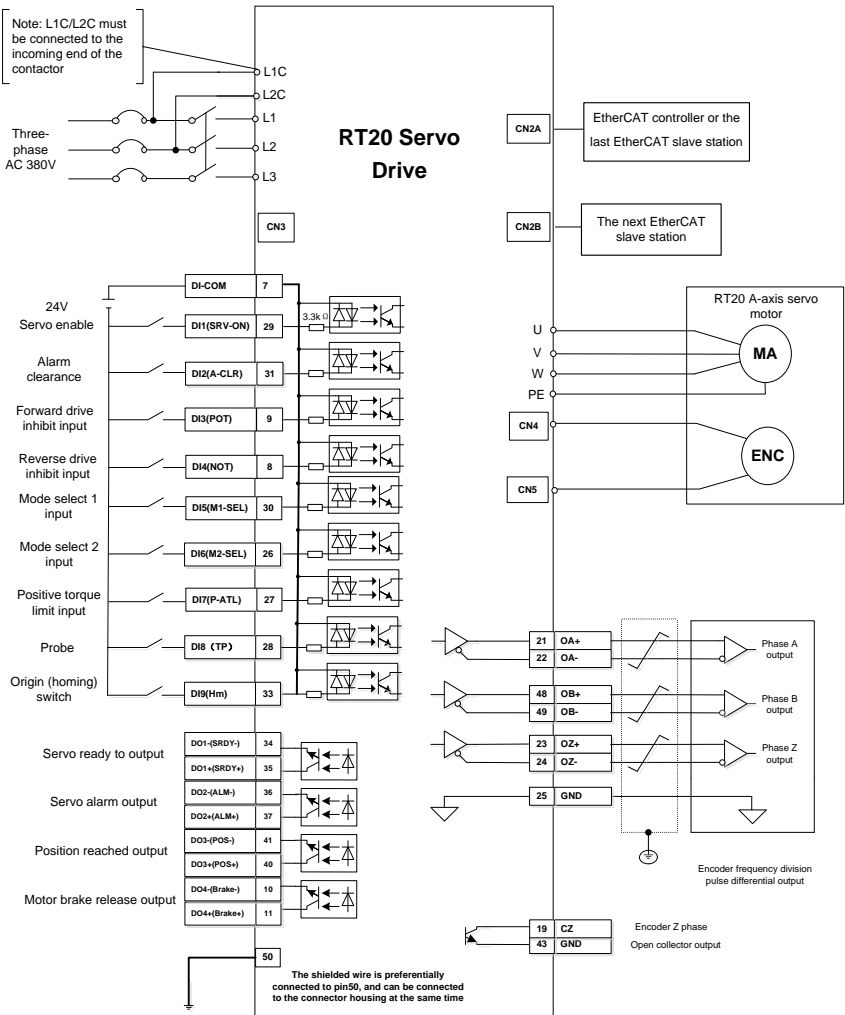 Note: L1C/L2C must
be connected to the
incoming end of the
contactor
L1C
L2C
L1
L2
L3
Three-
phase
AC 380V
RT20 Servo
Drive
CN2A
EtherCAT controller or the
last EtherCAT slave station
CN3
CN2B
The next EtherCAT
slave station
24V
DI-COM 7
Servo enable
DI1(SRV-ON) 29
3.3kΩ
Alarm
clearance
DI2(A-CLR) 31
Forward drive
inhibit input
DI3(POT) 9
Reverse drive
inhibit input
DI4(NOT) 8
Mode select 1
input
DI5(M1-SEL) 30
Mode select 2
input
DI6(M2-SEL) 26
Positive torque
limit input
DI7(P-ATL) 27
Probe
DI8（TP） 28
Origin (homing)
switch
DI9(Hm) 33
RT20 A-axis servo
motor
U
V
W
PE
MA
CN4
ENC
CN5
21 OA+
22 OA-
Phase A
output
48 OB+
49 OB-
Phase B
output
23 OZ+
24 OZ-
Phase Z
output
25 GND
Encoder frequency division
pulse differential output
Servo ready to output
DO1-(SRDY-) 34
DO1+(SRDY+) 35
Servo alarm output
DO2-(ALM-) 36
DO2+(ALM+) 37
Position reached output
DO3-(POS-) 41
DO3+(POS+) 40
Motor brake release output
DO4-(Brake-) 10
DO4+(Brake+) 11
19 CZ
Encoder Z phase
43 GND
Open collector output
50
The shielded wire is preferentially
connected to pin50, and can be connected
to the connector housing at the same time